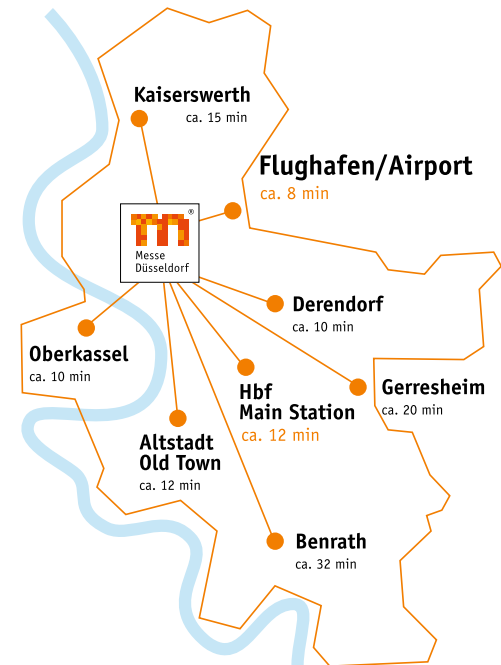 Kaiserswerth
ca. 15 min
Flughafen/Airport
ca. 8 min
®
Messe
Düsseldorf
Derendorf
ca. 10 min
Oberkassel
ca. 10 min
Hbf
Main Station
ca. 12 min
Gerresheim
ca. 20 min
Altstadt
Old Town
ca. 12 min
Benrath
ca. 32 min